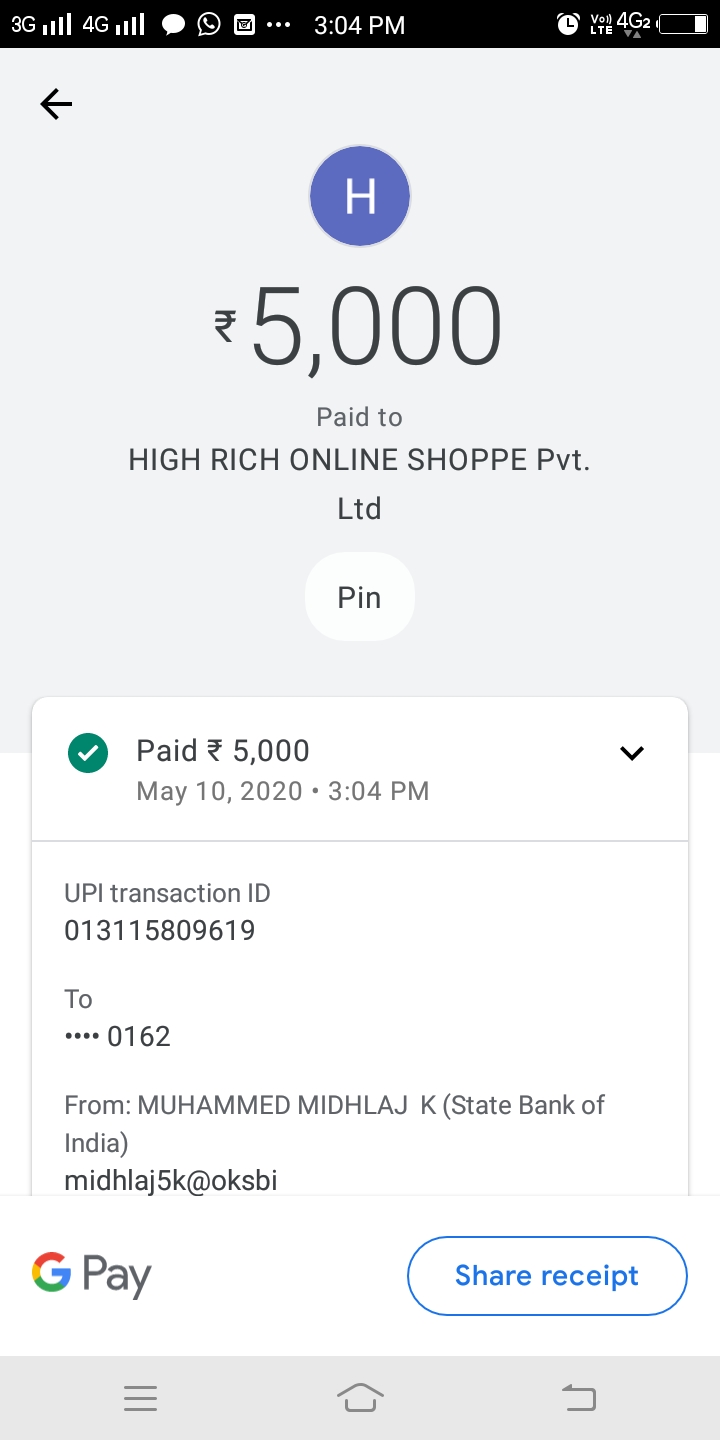 3G 4G 3:04 PM Vo)) LTE 4G2
H
₹5,000
Paid to
HIGH RICH ONLINE SHOPPE Pvt.
Ltd
Pin
Paid ₹ 5,000
May 10, 2020 • 3:04 PM
UPI transaction ID
013115809619
To
•••• 0162
From: MUHAMMED MIDHLAJ K (State Bank of
India)
midhlaj5k@oksbi
G Pay
Share receipt